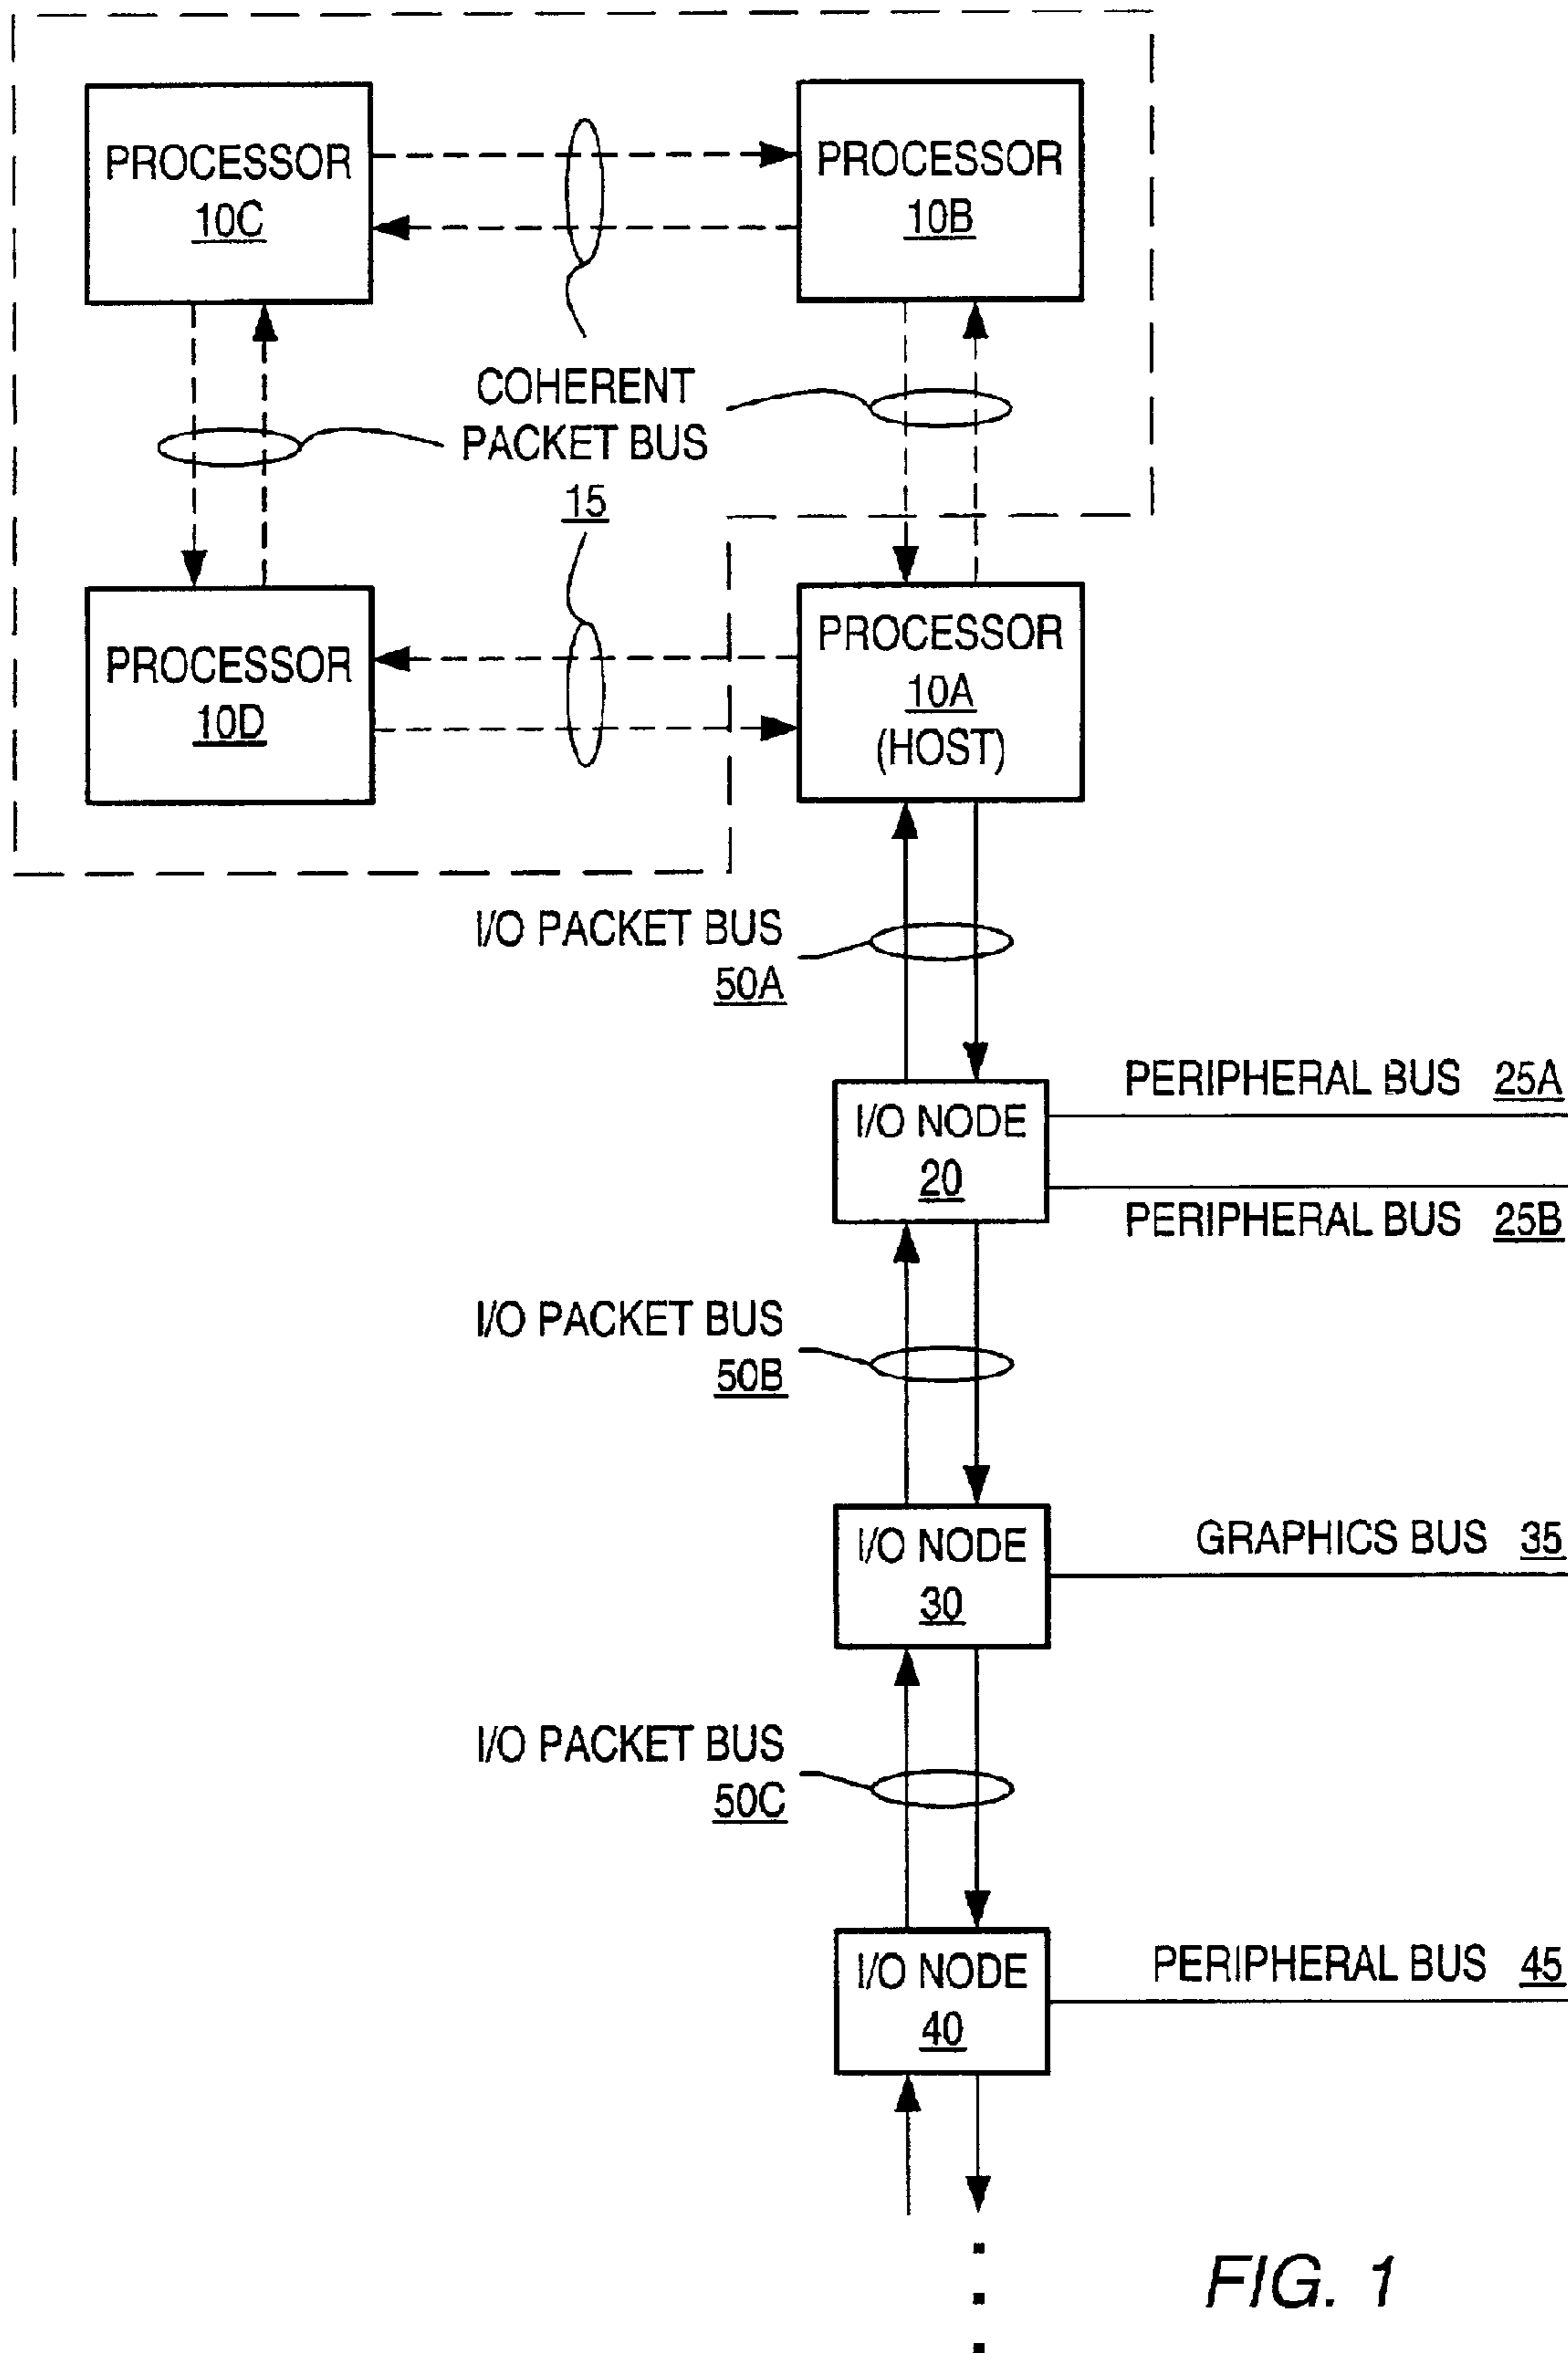 PROCESSOR
10C
PROCESSOR
10B
COHERENT
PACKET BUS
15
PROCESSOR
10D
PROCESSOR
10A
(HOST)
I/O PACKET BUS
50A
PERIPHERAL BUS 25A
I/O NODE
20
PERIPHERAL BUS 25B
I/O PACKET BUS
50B
I/O NODE
30
GRAPHICS BUS 35
I/O PACKET BUS
50C
I/O NODE
40
PERIPHERAL BUS 45
FIG. 1